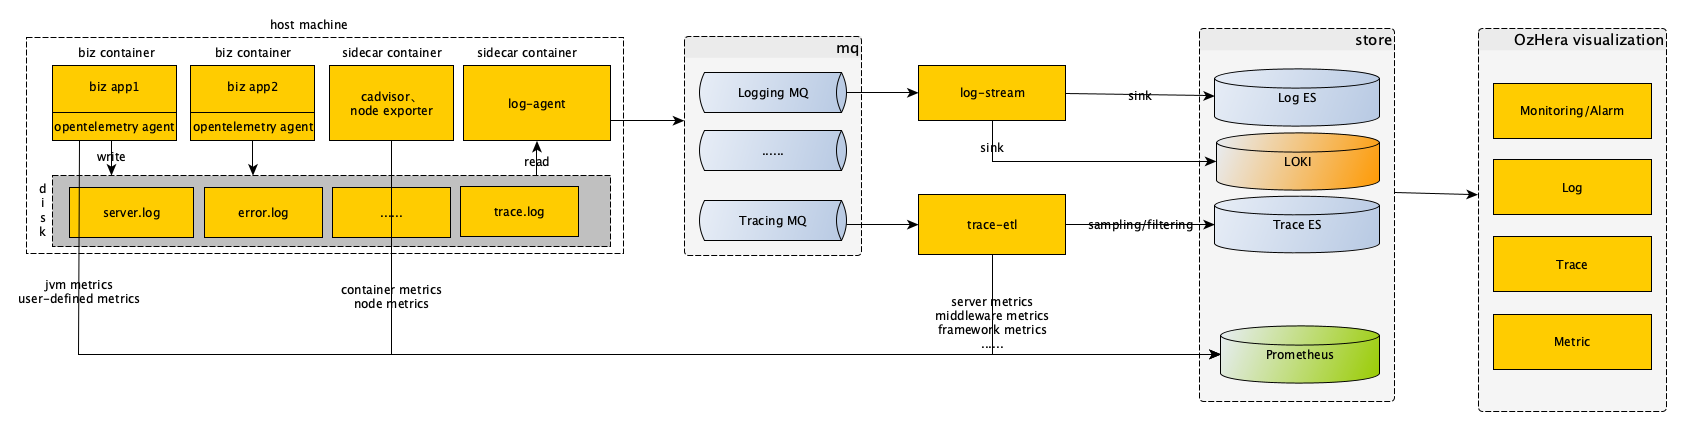 host machine
biz container
biz container
sidecar container
sidecar container
biz app1
opentelemetry agent
biz app2
opentelemetry agent
cadvisor、
node exporter
log-agent
write
read
disk
server.log
error.log
......
trace.log
jvm metrics
user-defined metrics
container metrics
node metrics
mq
Logging MQ
......
Tracing MQ
log-stream
sink
sink
trace-etl
sampling/filtering
server metrics
middleware metrics
framework metrics
......
store
Log ES
LOKI
Trace ES
Prometheus
OzHera visualization
Monitoring/Alarm
Log
Trace
Metric